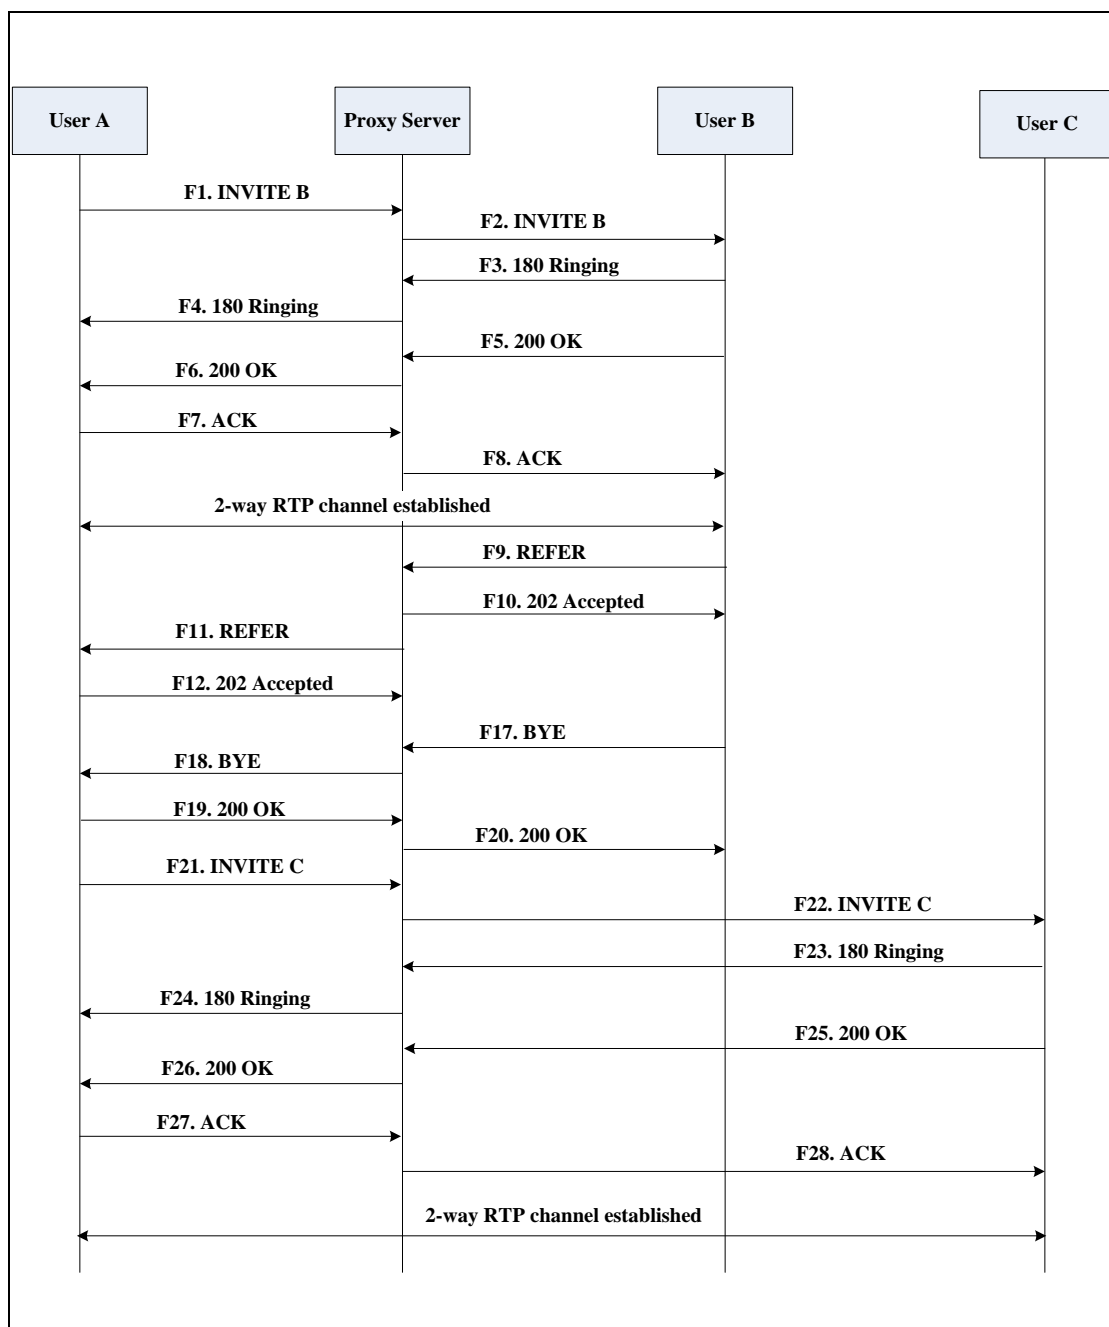 User A
Proxy Server
User B
User C
F1. INVITE B
F2. INVITE B
F3. 180 Ringing
F4. 180 Ringing
F5. 200 OK
F6. 200 OK
F7. ACK
F8. ACK
2-way RTP channel established
F9. REFER
F10. 202 Accepted
F11. REFER
F12. 202 Accepted
F17. BYE
F18. BYE
F19. 200 OK
F20. 200 OK
F21. INVITE C
F22. INVITE C
F23. 180 Ringing
F24. 180 Ringing
F25. 200 OK
F26. 200 OK
F27. ACK
F28. ACK
2-way RTP channel established